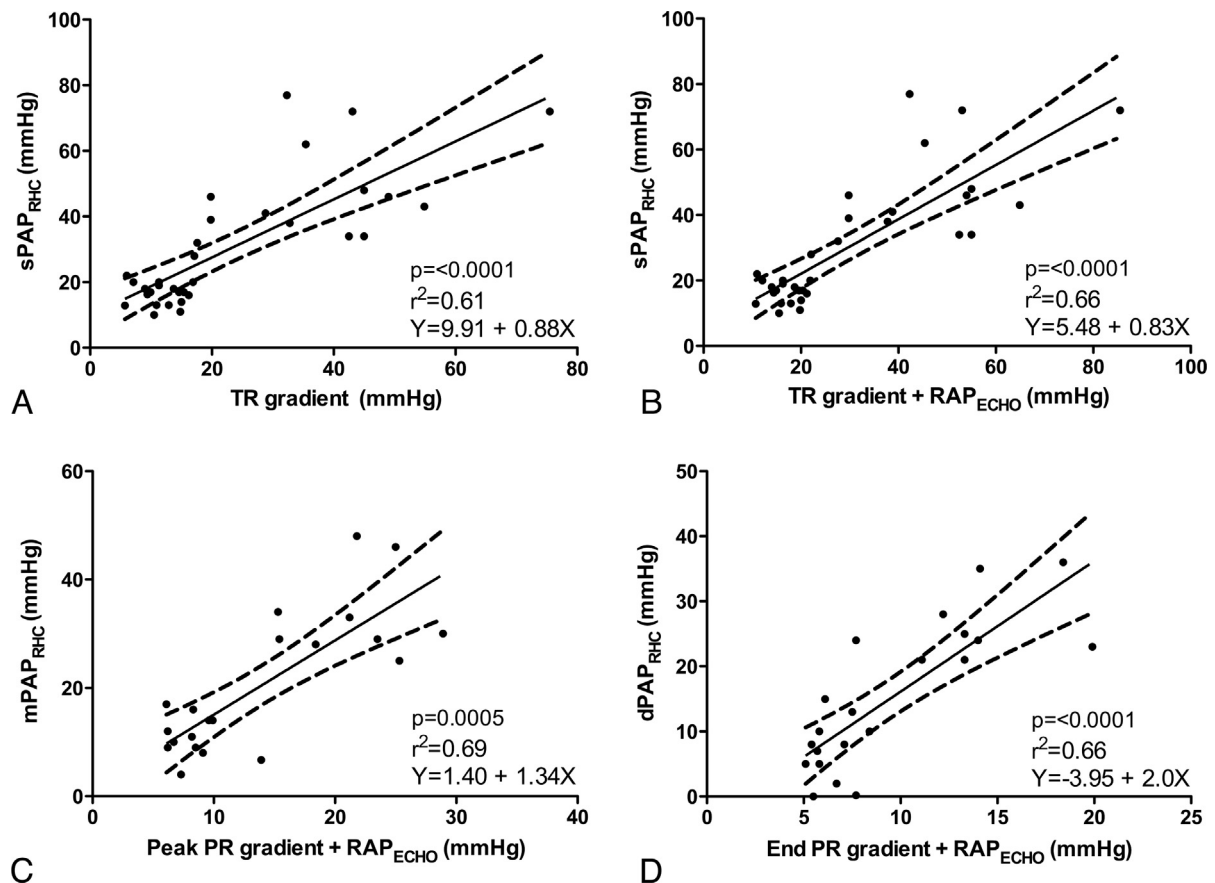 100
80
60
40
20
0
sPAP_RHC (mmHg)
p=<0.0001
r²=0.61
Y=9.91 + 0.88X
0 20 40 60 80
TR gradient (mmHg)
A
100
80
60
40
20
0
sPAP_RHC (mmHg)
p=<0.0001
r²=0.66
Y=5.48 + 0.83X
0 20 40 60 80 100
TR gradient + RAP_ECHO (mmHg)
B
60
40
20
0
mPAP_RHC (mmHg)
p=0.0005
r²=0.69
Y=1.40 + 1.34X
0 10 20 30 40
Peak PR gradient + RAP_ECHO (mmHg)
C
50
40
30
20
10
0
dPAP_RHC (mmHg)
p=<0.0001
r²=0.66
Y=-3.95 + 2.0X
0 5 10 15 20 25
End PR gradient + RAP_ECHO (mmHg)
D